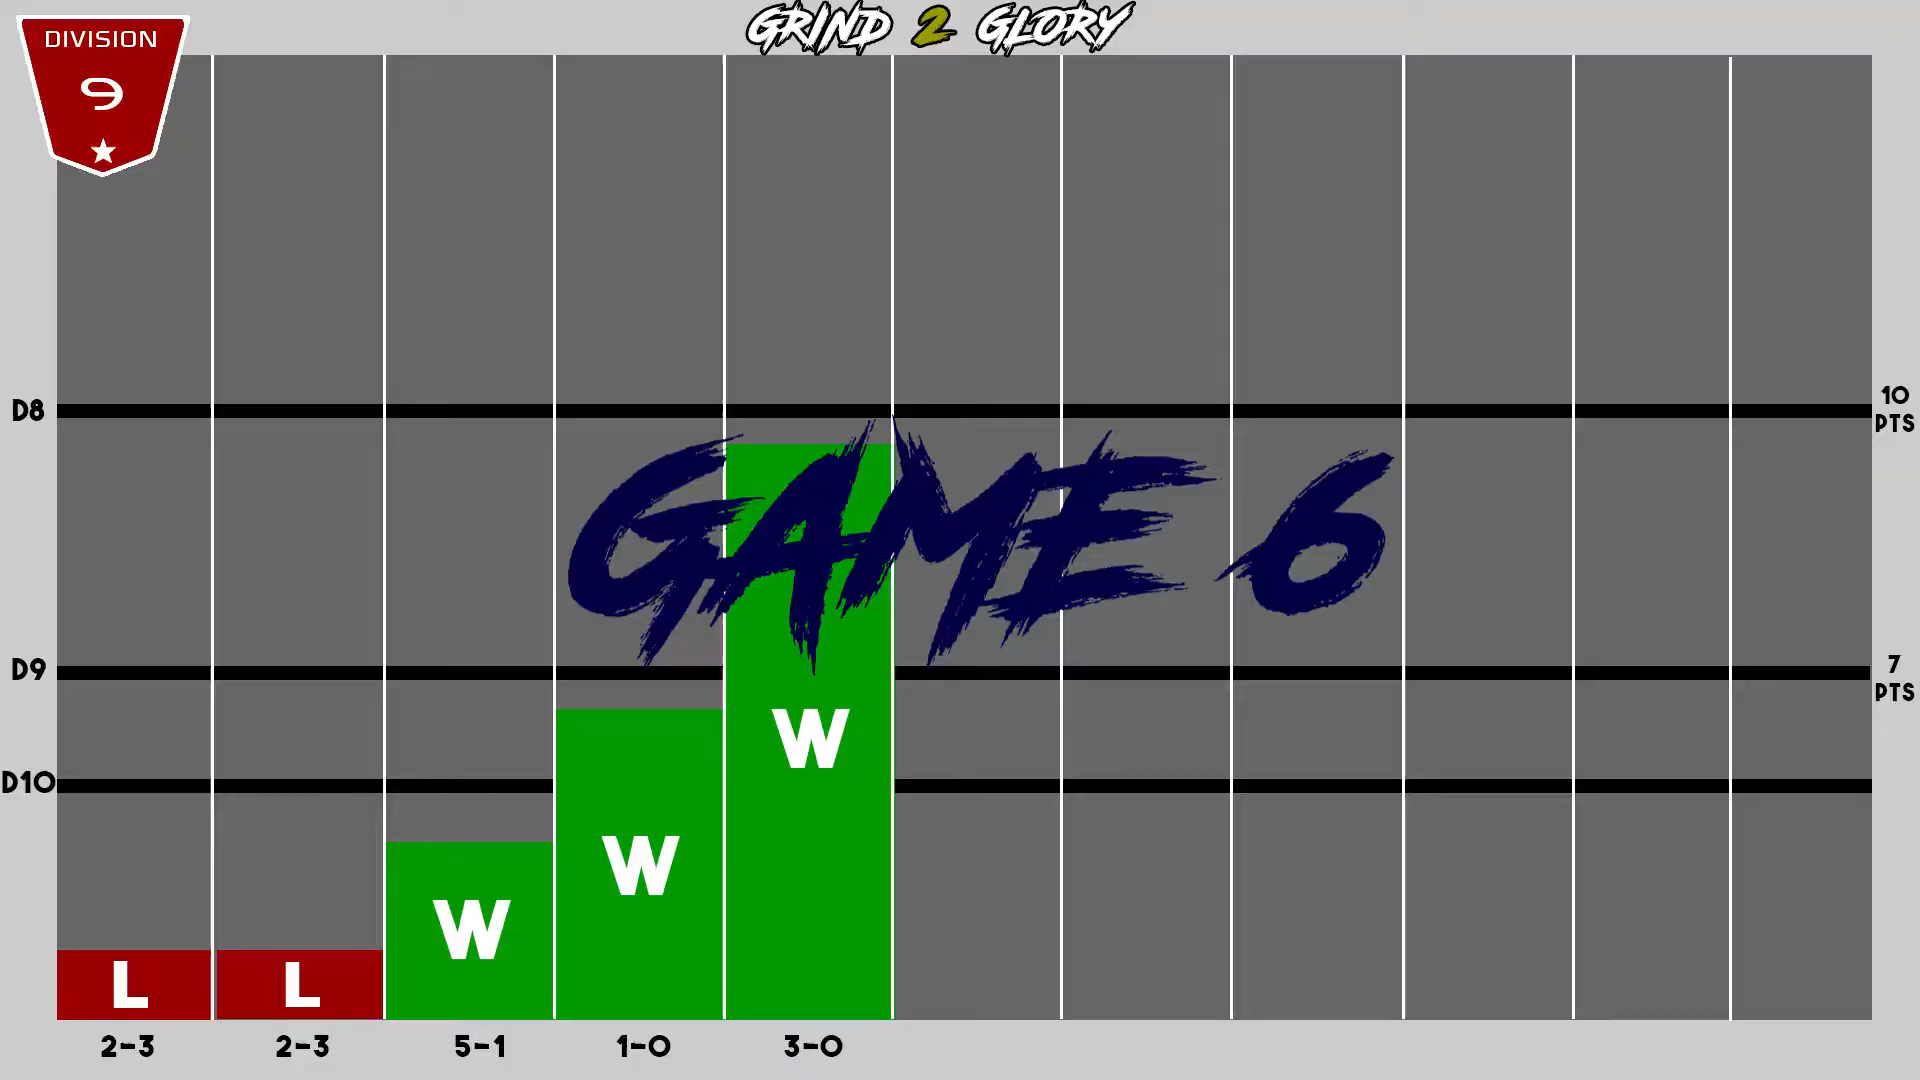 GRIND 2 GLORY
DIVISION
9
D8
10
PTS
GAME 6
D9
7
PTS
W
D10
W
W
L
L
2-3
2-3
5-1
1-0
3-0